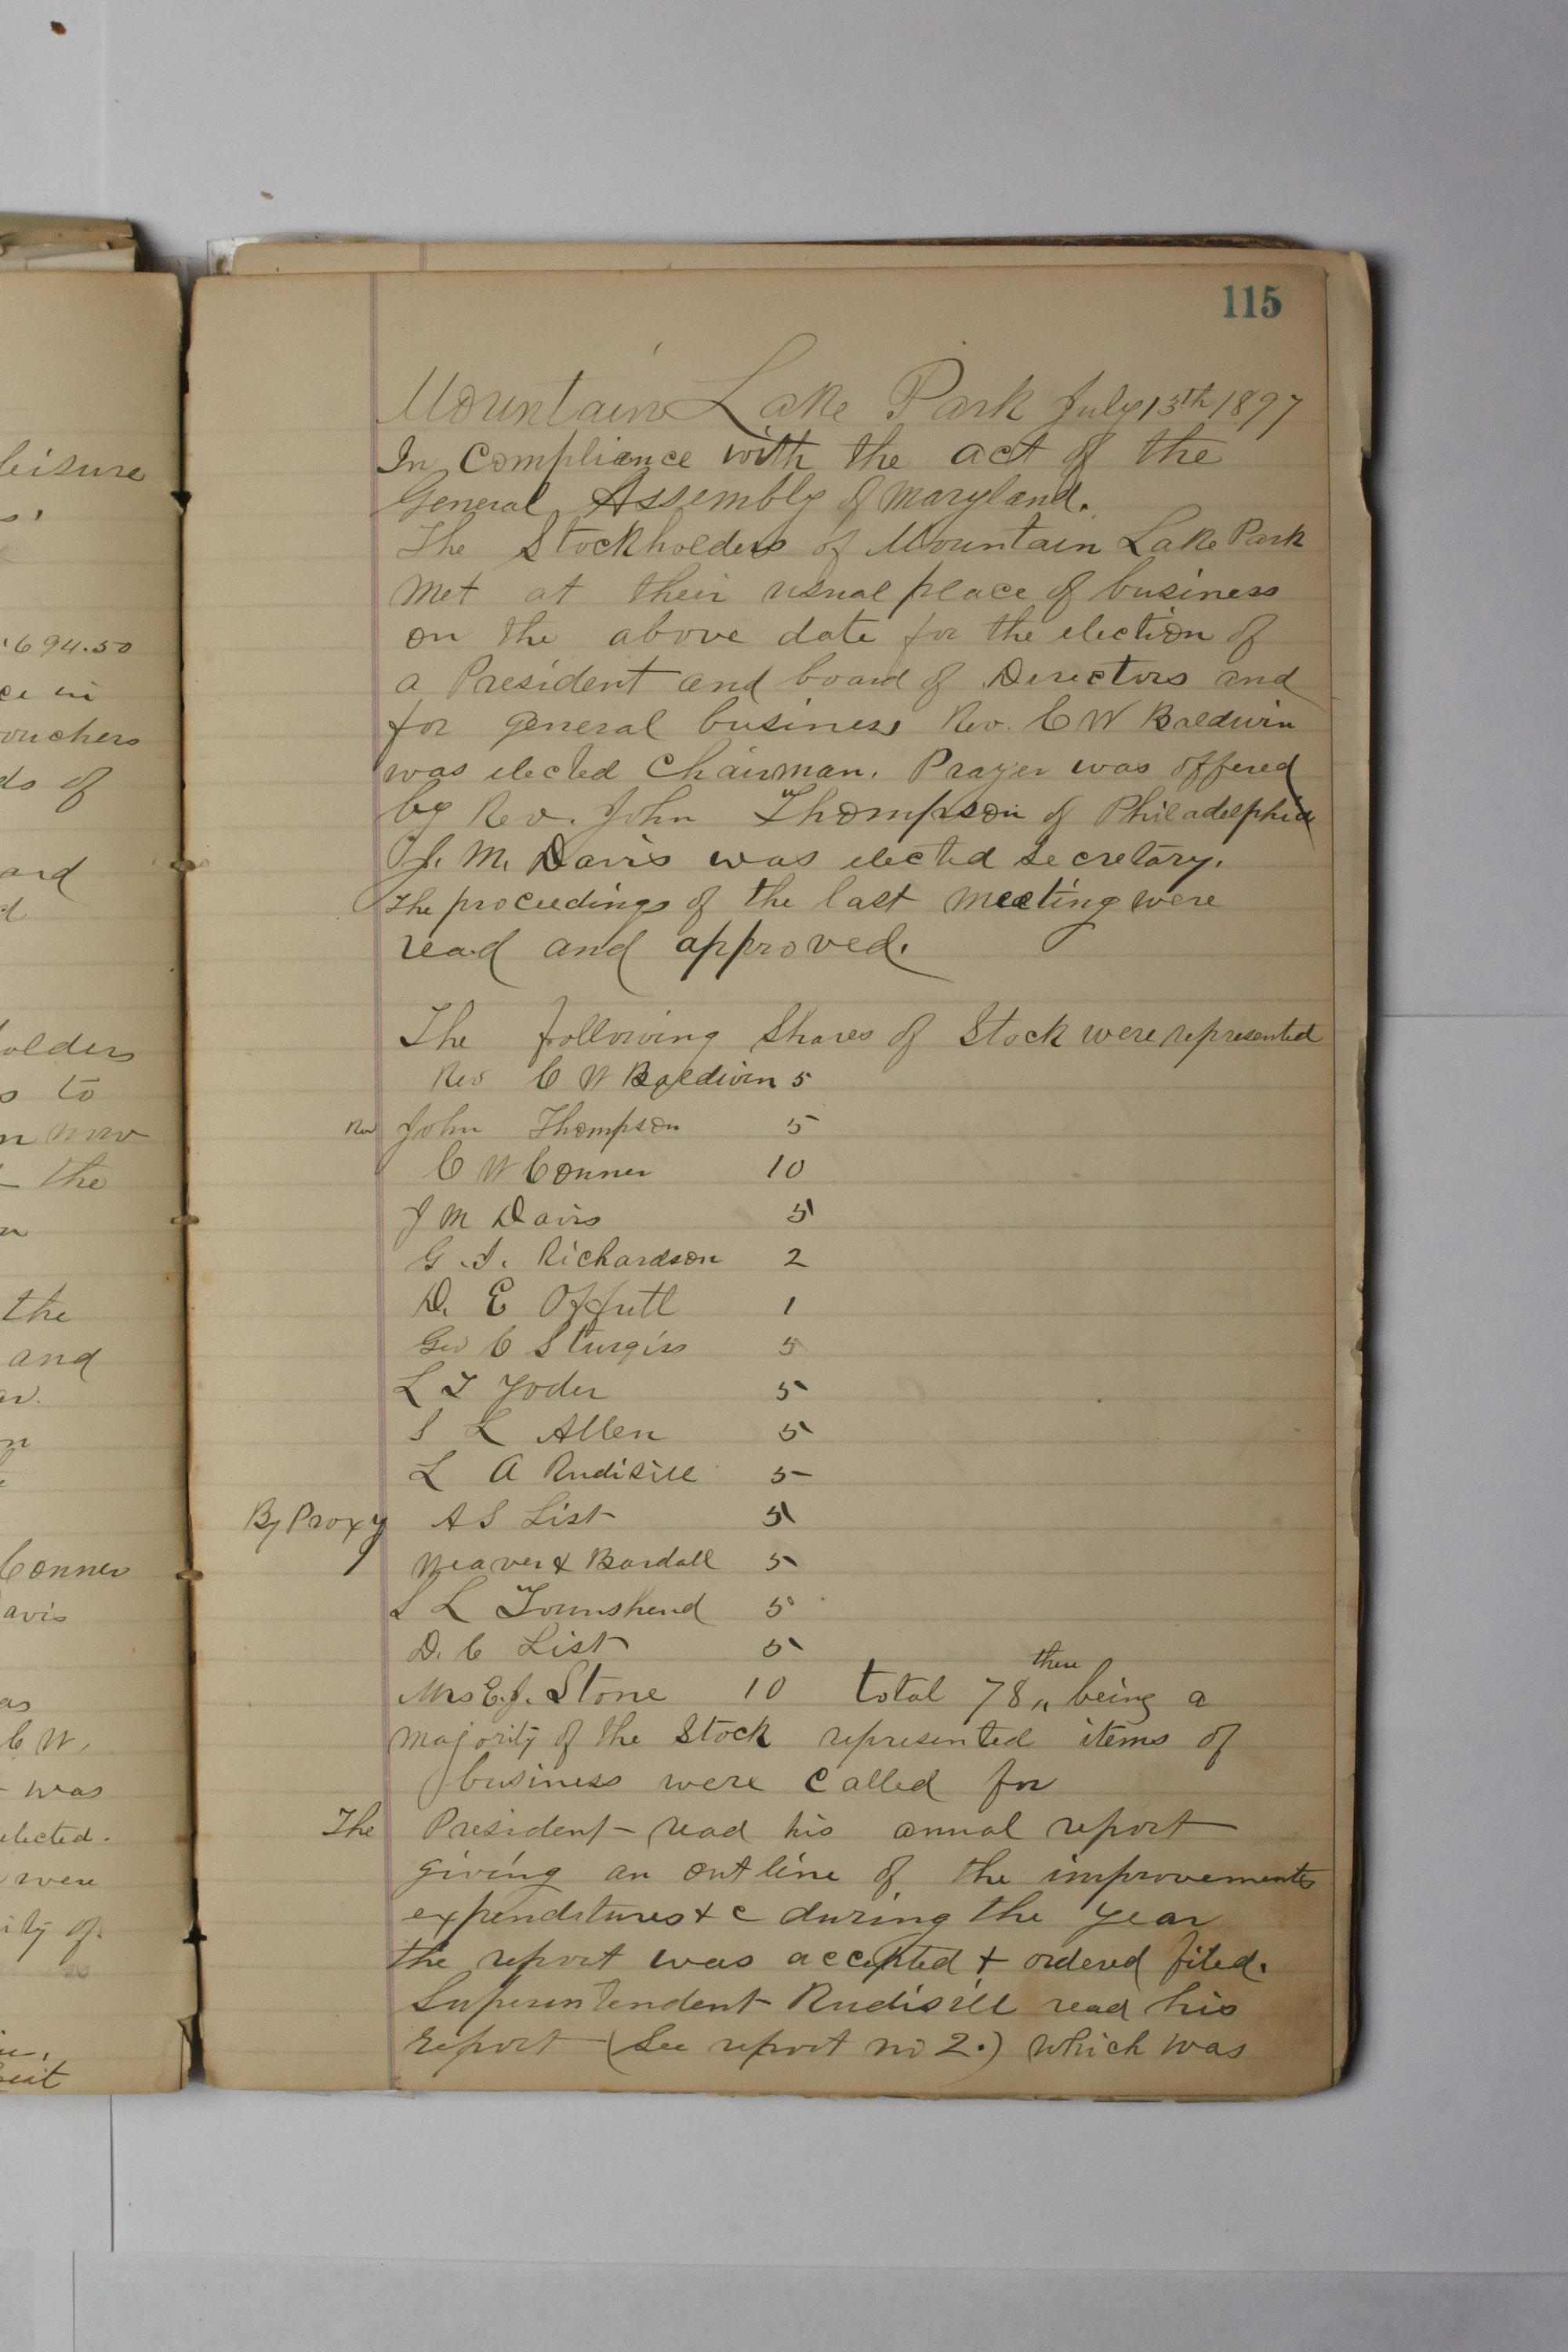 leisure
694.50
ce in
ouchers
ds of
and
d
olders
s to
n now
the
the
and
Conner
avis
as
C W,
was
elected.
were
ity of
115
Mountain Lake Park July 13th 1897
In Compliance with the act of the
General Assembly of Maryland.
The Stockholders of Mountain Lake Park
Met at their usual place of business
on the above date for the election of
a President and board of Directors and
for general business Rev. C W Baldwin
was elected Chairman. Prayer was offered
by Rev. John Thompson of Philadelphia
J. M. Davis was elected Secretary.
The proceedings of the last meeting were
read and approved.
The following Shares of Stock were represented
Rev C W Baldwin 5
Rev John Thompson 5
C W Conner 10
J M Davis 5
G. I. Richardson 2
D. E Offutt 1
Geo C Sturgiss 5
L T Yoder 5
S L Allen 5
L A Rudisill 5
By Proxy A S List 5
Weaver & Bardall 5
S L Townshend 5
D. C List 5
Mrs E. J. Stone 10 total 78 there being a
majority of the Stock represented items of
business were called for
The President read his annual report
giving an outline of the improvements
expenditures & c during the year
the report was accepted & ordered filed.
Superintendent Rudisill read his
report (See report no 2.) which was